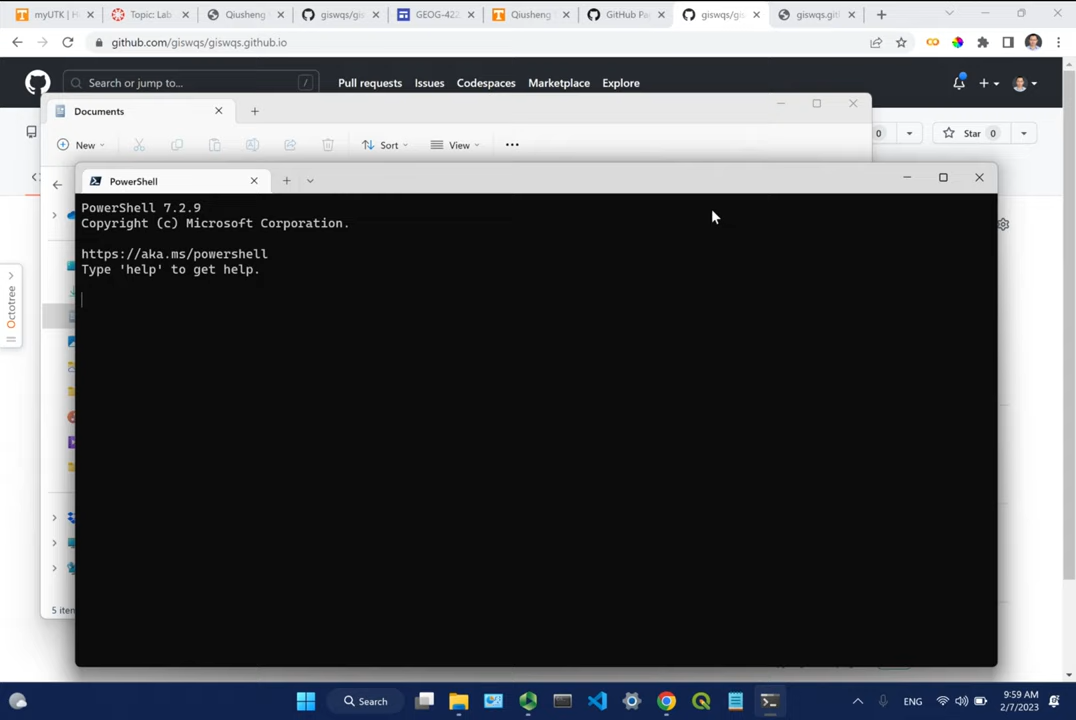 myUTK | H
Topic: Lab
Qiusheng
giswqs/gi
GEOG-422
Qiusheng
GitHub Pa
giswqs/gi
giswqs.git
github.com/giswqs/giswqs.github.io
Search or jump to...
/
Pull requests
Issues
Codespaces
Marketplace
Explore
Documents
New
Sort
View
0
Star 0
PowerShell
PowerShell 7.2.9
Copyright (c) Microsoft Corporation.
https://aka.ms/powershell
Type 'help' to get help.
Octotree
5 item
Search
ENG
9:59 AM
2/7/2023